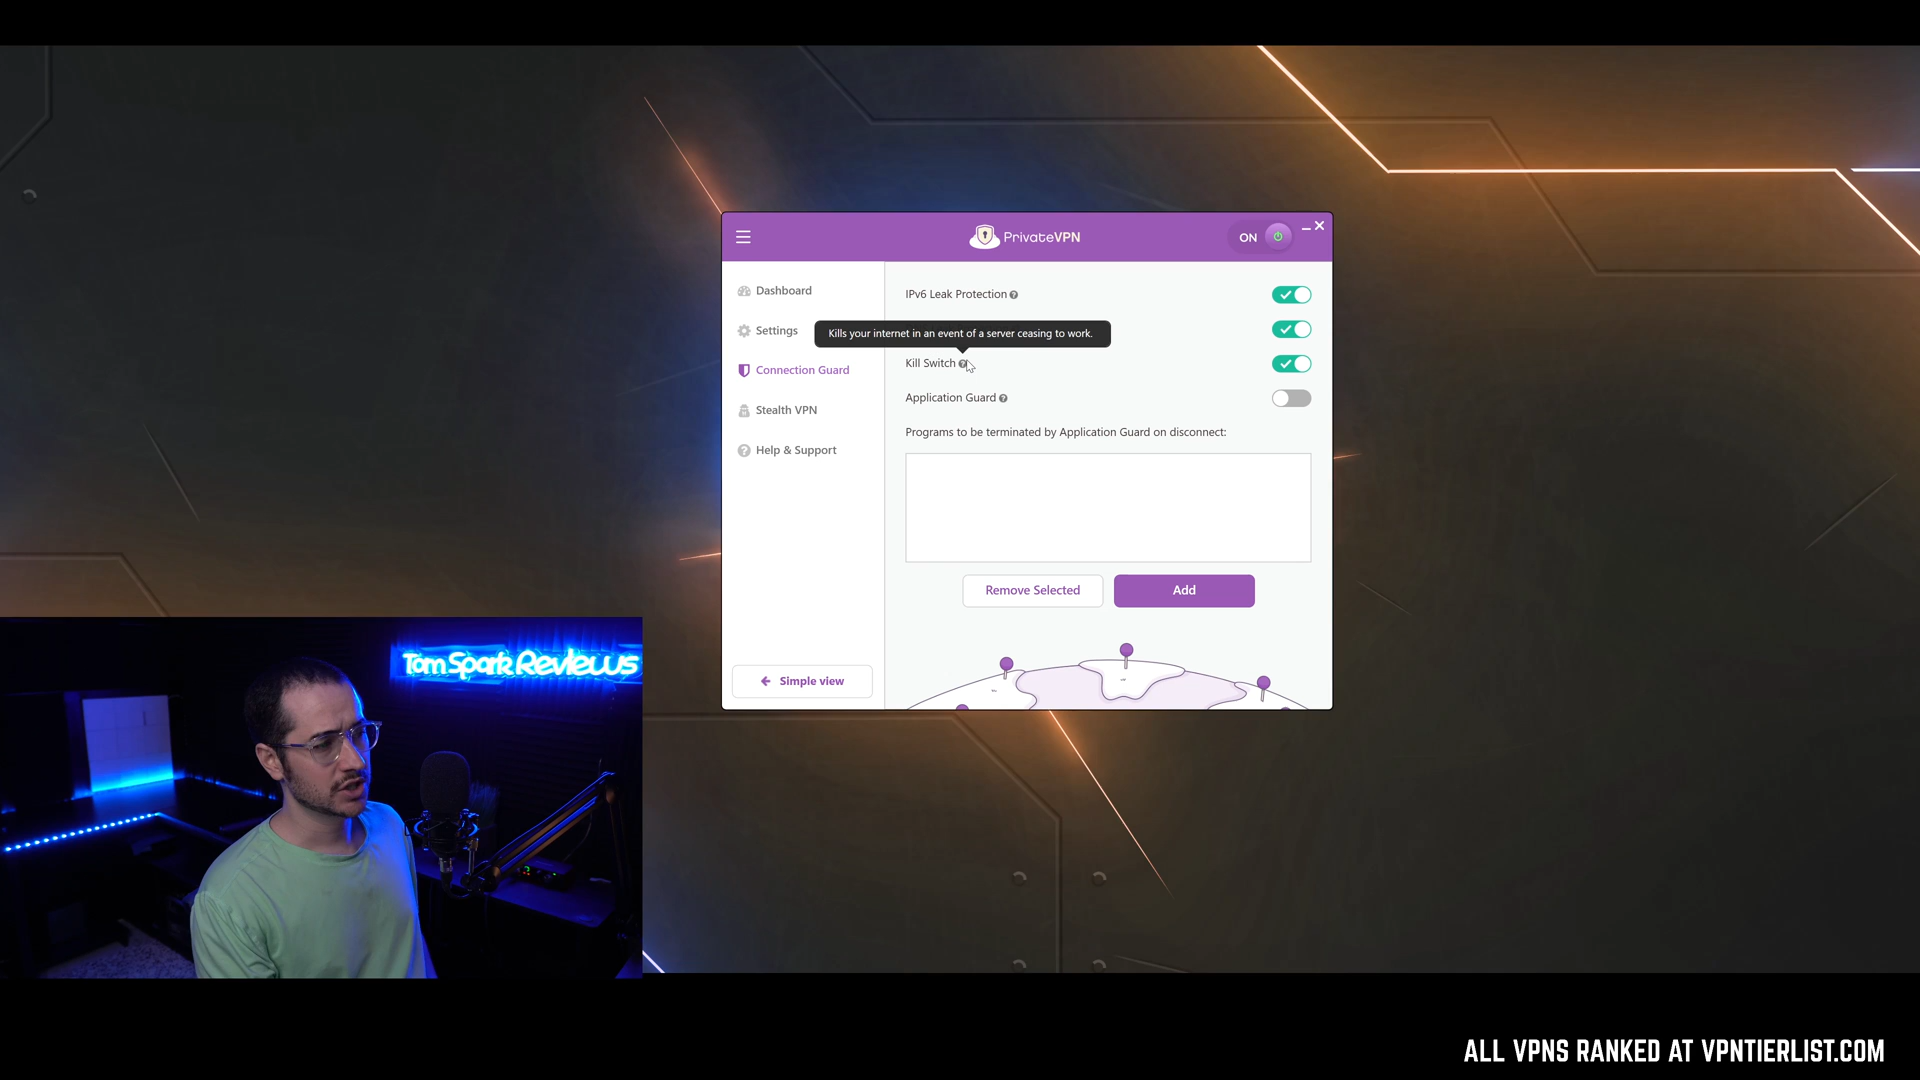 PrivateVPN
ON
Dashboard
Settings
Connection Guard
Stealth VPN
Help & Support
Simple view
IPv6 Leak Protection
Kills your internet in an event of a server ceasing to work.
Kill Switch
Application Guard
Programs to be terminated by Application Guard on disconnect:
Remove Selected
Add
Tom Spark Reviews
ALL VPNS RANKED AT VPNTIERLIST.COM